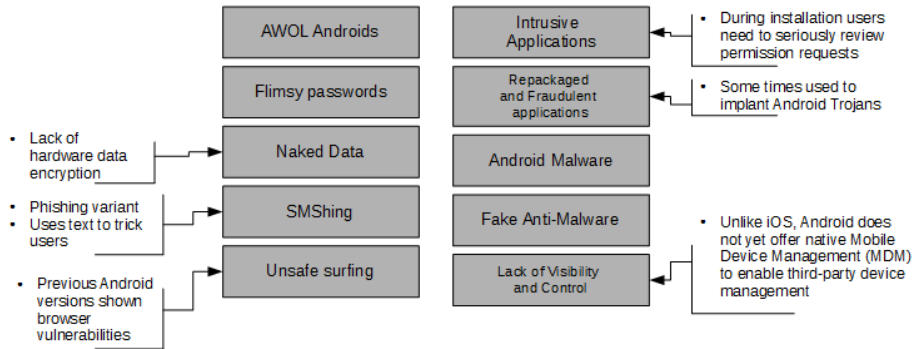 AWOL Androids
Flimsy passwords
• Lack of
hardware data
encryption
Naked Data
• Phishing variant
• Uses text to trick
users
SMShing
• Previous Android
versions shown
browser
vulnerabilities
Unsafe surfing
Intrusive
Applications
• During installation users
need to seriously review
permission requests
Repackaged
and Fraudulent
applications
• Some times used to
implant Android Trojans
Android Malware
Fake Anti-Malware
Lack of Visibility
and Control
• Unlike iOS, Android does
not yet offer native Mobile
Device Management (MDM)
to enable third-party device
management